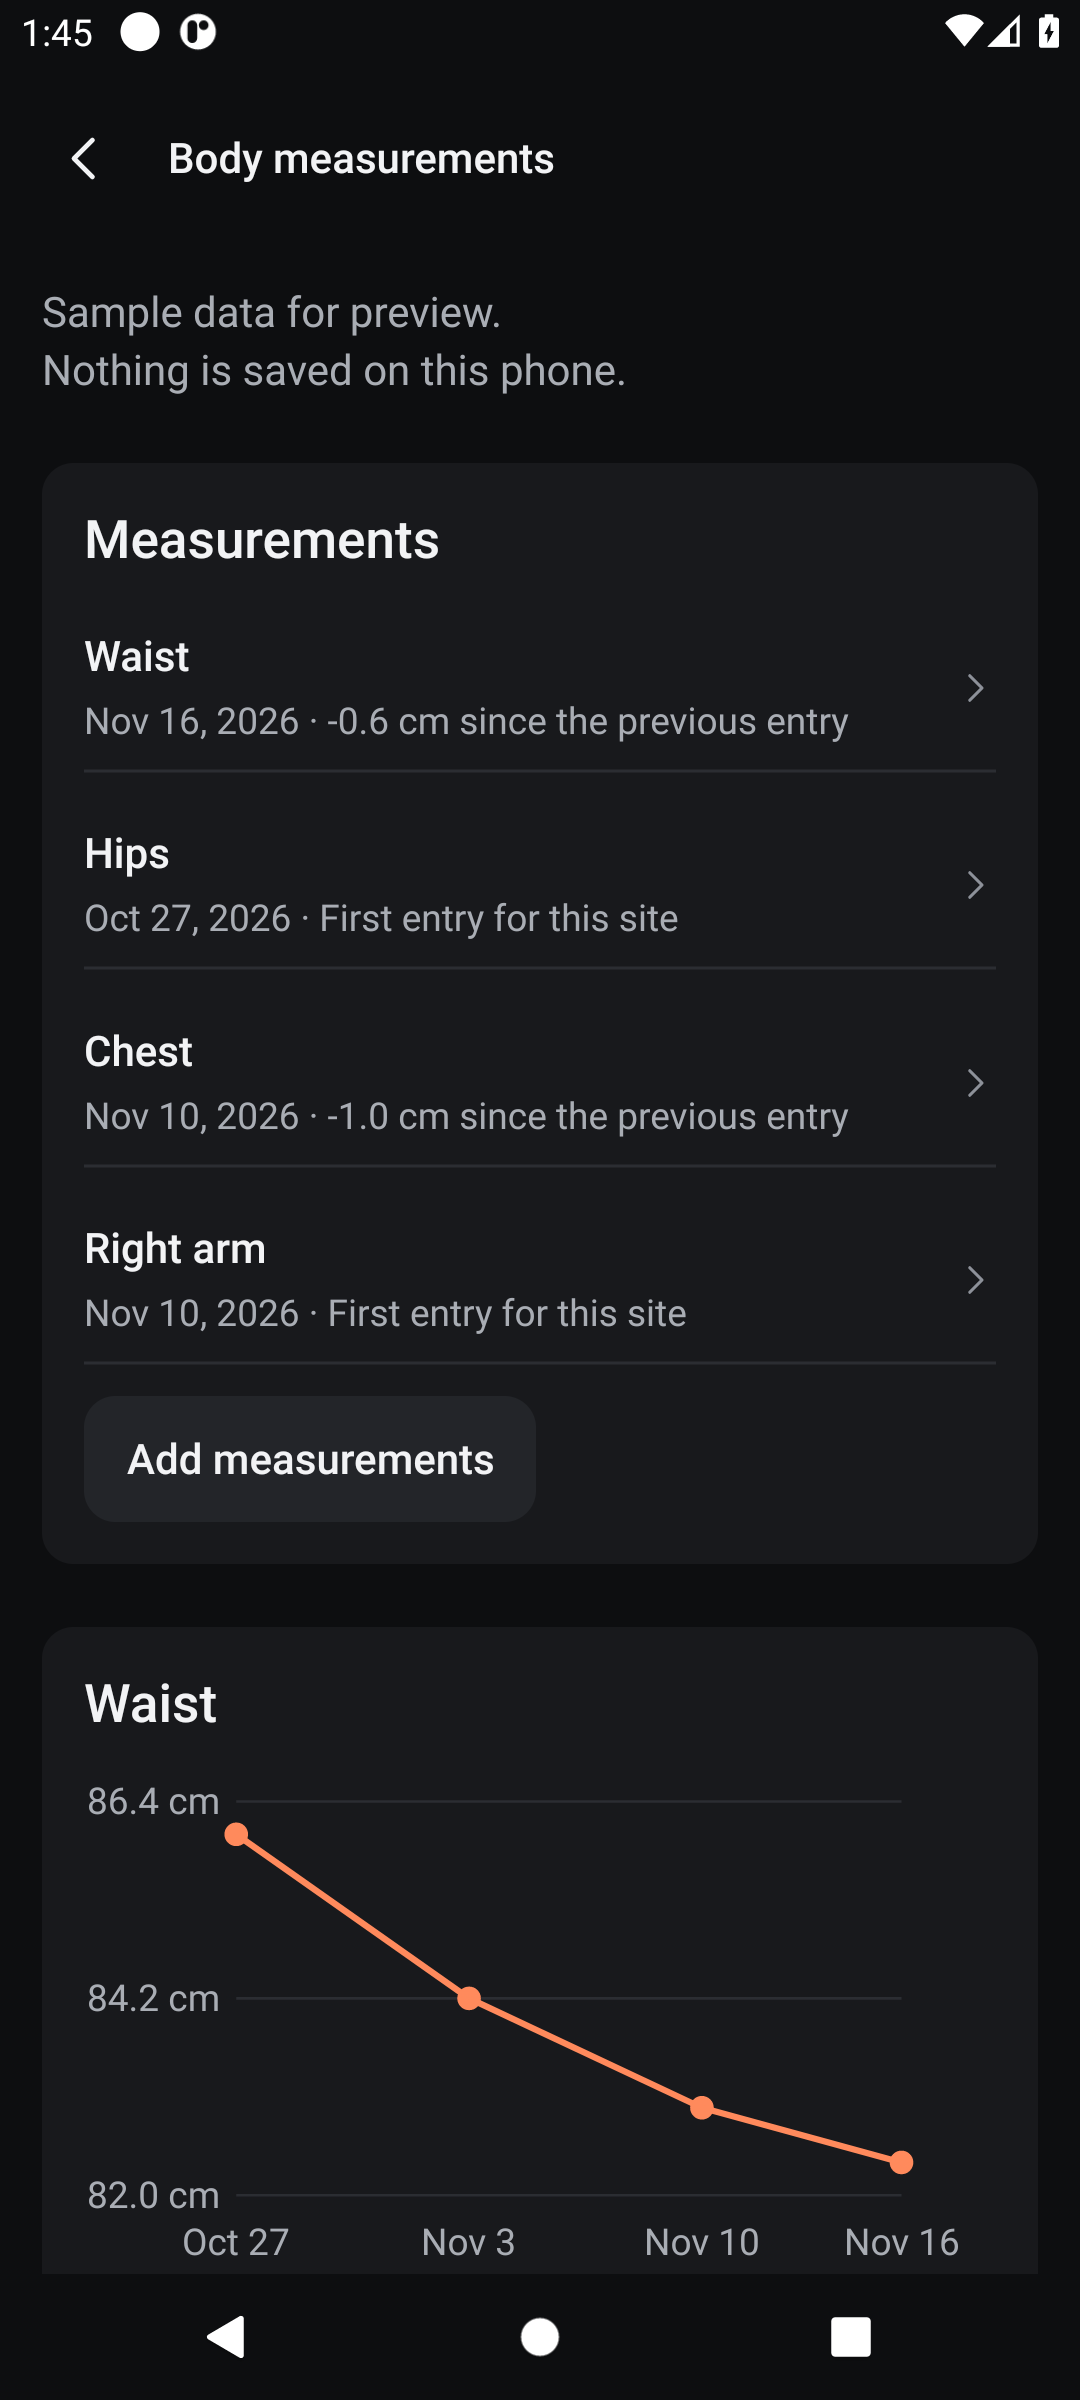 1:45
Body measurements
Sample data for preview.
Nothing is saved on this phone.
Measurements
Waist
Nov 16, 2026 · -0.6 cm since the previous entry
Hips
Oct 27, 2026 · First entry for this site
Chest
Nov 10, 2026 · -1.0 cm since the previous entry
Right arm
Nov 10, 2026 · First entry for this site
Add measurements
Waist
86.4 cm
84.2 cm
82.0 cm
Oct 27 Nov 3 Nov 10 Nov 16